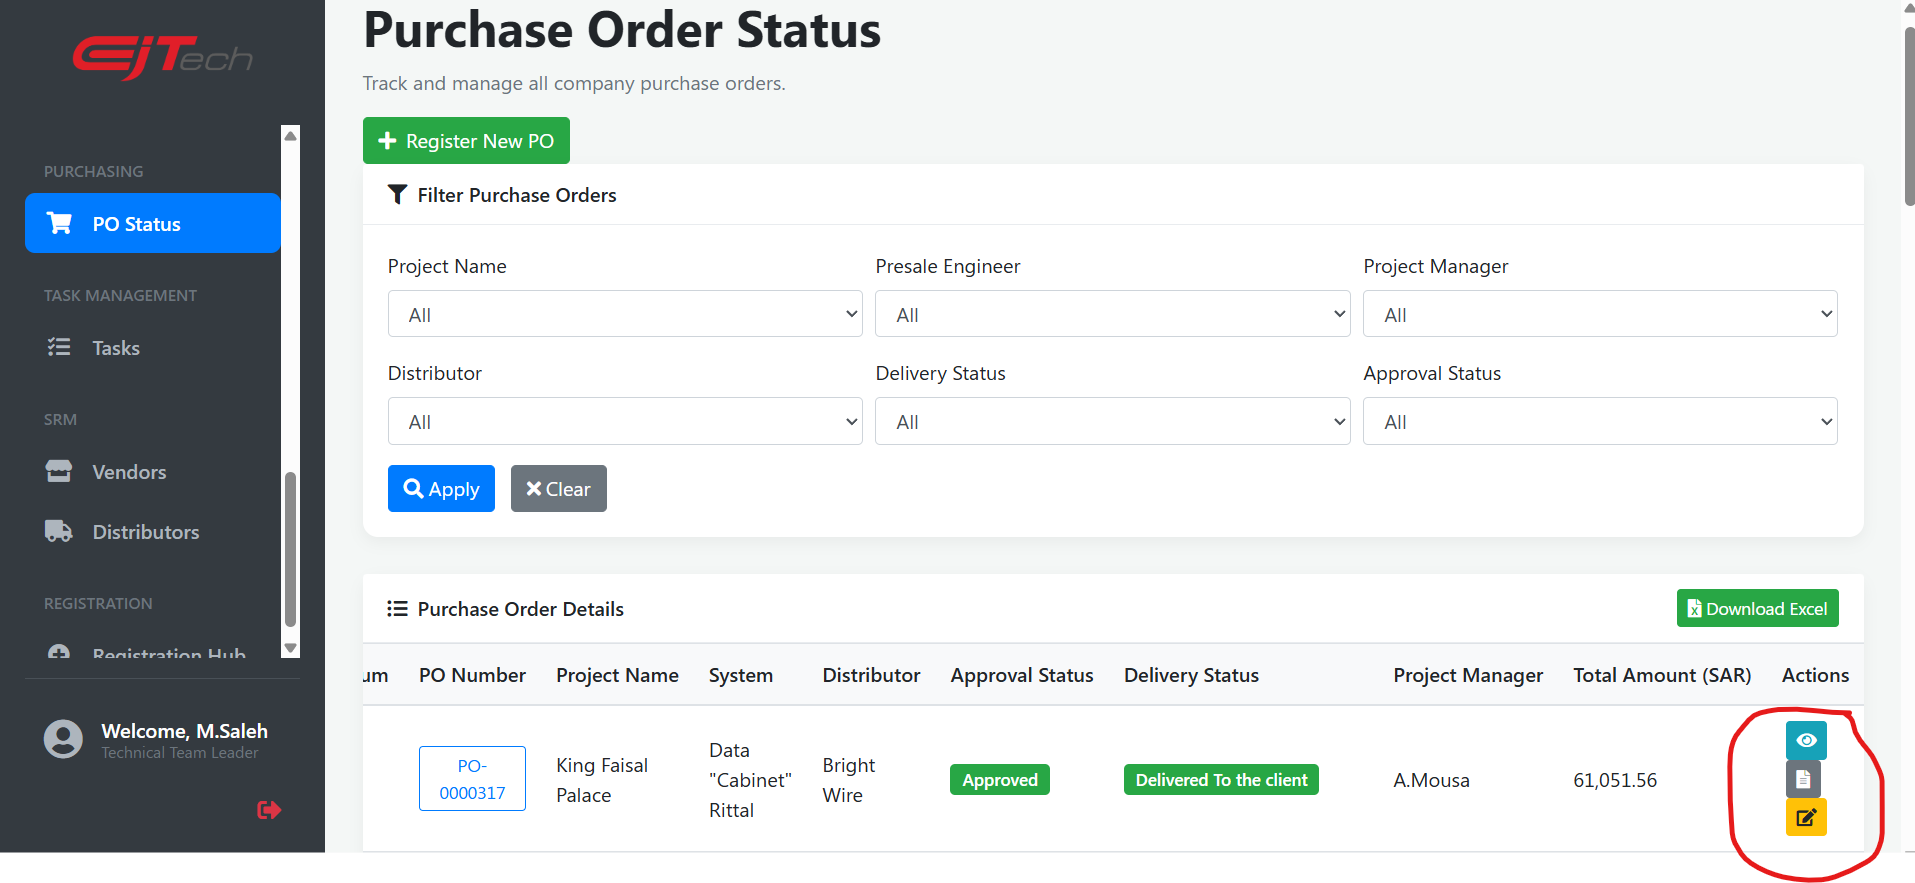 EJTech
Purchase Order Status
Track and manage all company purchase orders.
Register New PO
PURCHASING
PO Status
TASK MANAGEMENT
Tasks
SRM
Vendors
Distributors
REGISTRATION
Registration Hub
Welcome, M.Saleh
Technical Team Leader
Filter Purchase Orders
Project Name
Presale Engineer
Project Manager
All
All
All
Distributor
Delivery Status
Approval Status
All
All
All
Apply
Clear
Purchase Order Details
Download Excel
um
PO Number
Project Name
System
Distributor
Approval Status
Delivery Status
Project Manager
Total Amount (SAR)
Actions
PO-
0000317
King Faisal
Palace
Data
"Cabinet"
Rittal
Bright
Wire
Approved
Delivered To the client
A.Mousa
61,051.56